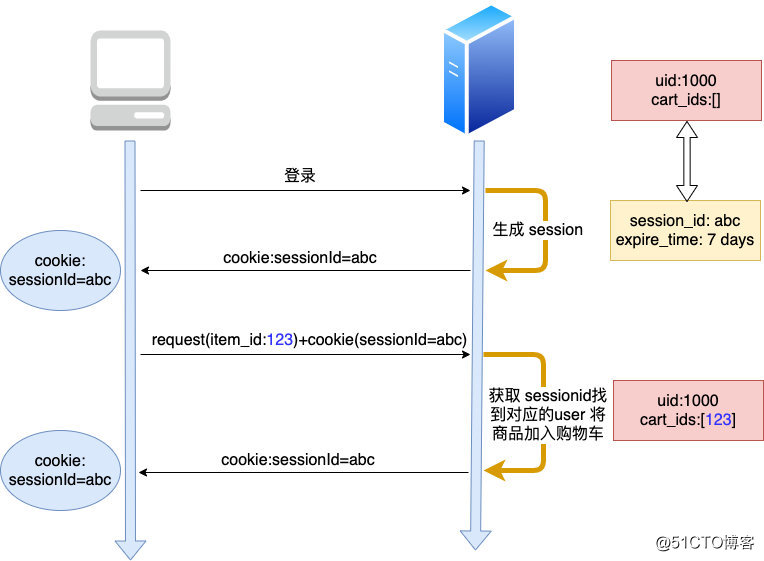 uid:1000
cart_ids:[]
登录
生成 session
session_id: abc
expire_time: 7 days
cookie:
sessionId=abc
cookie:sessionId=abc
request(item_id:123)+cookie(sessionId=abc)
获取 sessionid找
到对应的user 将
商品加入购物车
uid:1000
cart_ids:[123]
cookie:
sessionId=abc
cookie:sessionId=abc
@51CTO博客